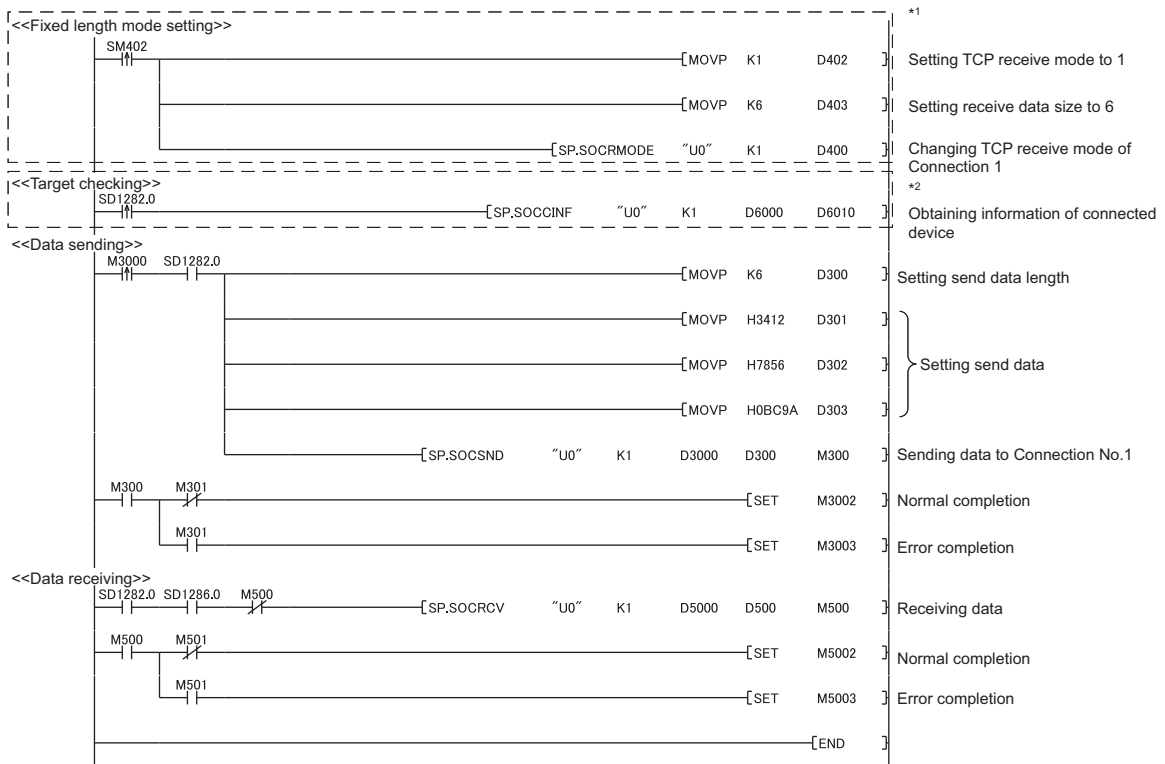 *1
<<Fixed length mode setting>>
SM402
MOVP K1 D402 Setting TCP receive mode to 1
MOVP K6 D403 Setting receive data size to 6
SP.SOCRMODE "U0" K1 D400 Changing TCP receive mode of
Connection 1
<<Target checking>>
*2
SD1282.0
SP.SOCCINF "U0" K1 D6000 D6010 Obtaining information of connected
device
<<Data sending>>
M3000 SD1282.0
MOVP K6 D300 Setting send data length
MOVP H3412 D301
MOVP H7856 D302 Setting send data
MOVP H0BC9A D303
SP.SOCSND "U0" K1 D3000 D300 M300 Sending data to Connection No.1
M300 M301
SET M3002 Normal completion
M301
SET M3003 Error completion
<<Data receiving>>
SD1282.0 SD1286.0 M500
SP.SOCRCV "U0" K1 D5000 D500 M500 Receiving data
M500 M501
SET M5002 Normal completion
M501
SET M5003 Error completion
END